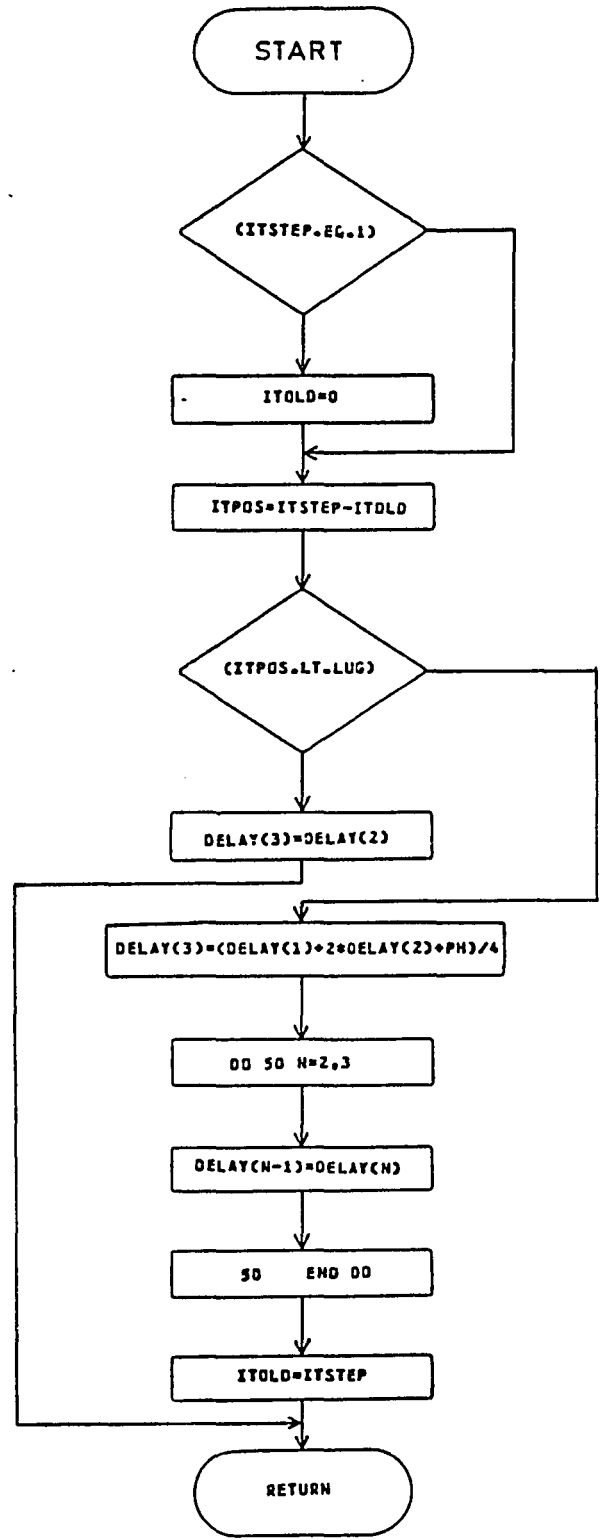 START
(ITSTEP.EQ.1)
ITOLD=0
ITPOS=ITSTEP-ITOLD
(ITPOS.LT.LUG)
DELAY(3)=DELAY(2)
DELAY(3)=(DELAY(1)+2*DELAY(2)+PH)/4
DO 50 N=2,3
DELAY(N-1)=DELAY(N)
50 END DO
ITOLD=ITSTEP
RETURN